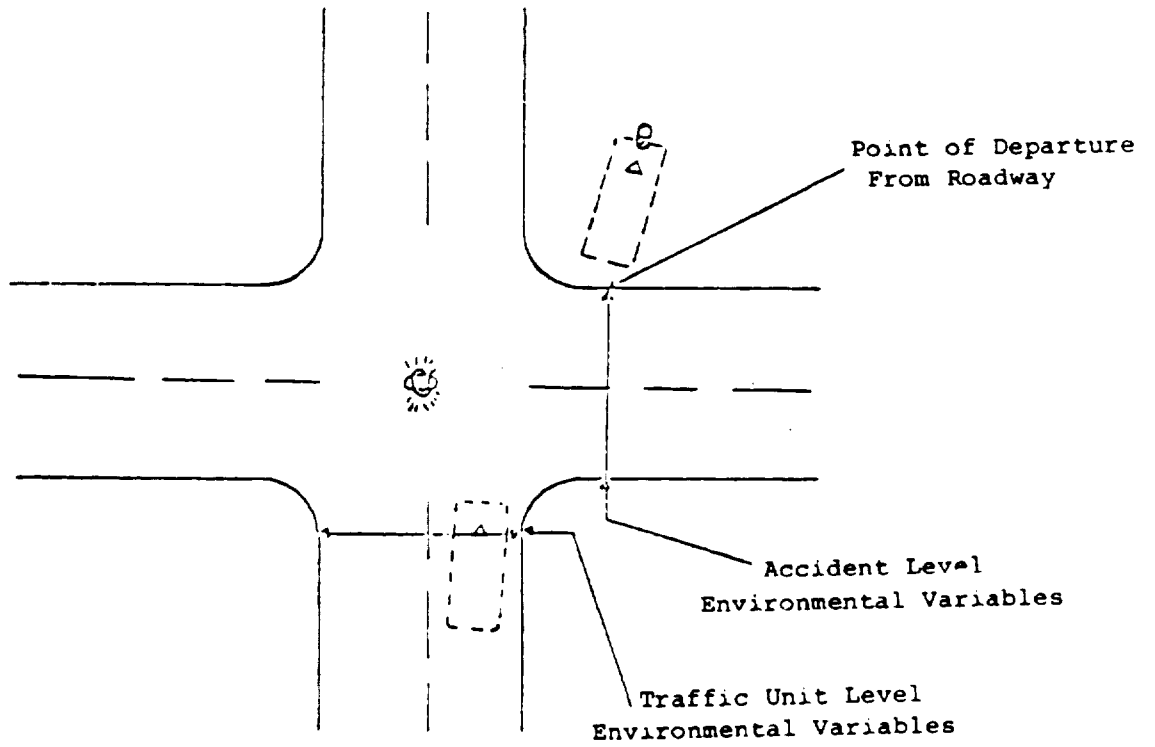 Point of Departure
From Roadway
Accident Level
Environmental Variables
Traffic Unit Level
Environmental Variables